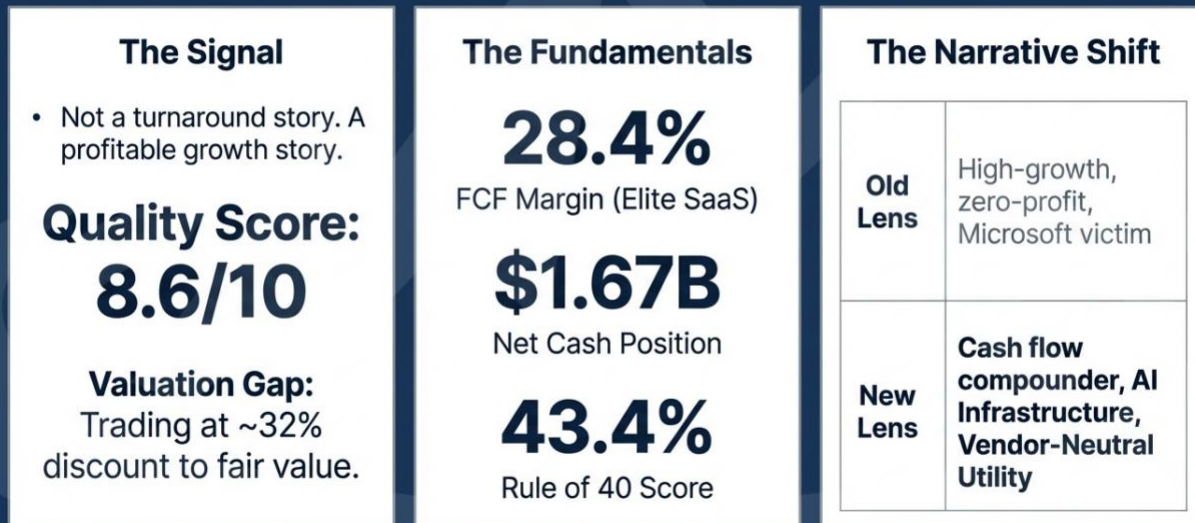 The Signal
• Not a turnaround story. A
profitable growth story.
Quality Score:
8.6/10
Valuation Gap:
Trading at ~32%
discount to fair value.
The Fundamentals
28.4%
FCF Margin (Elite SaaS)
$1.67B
Net Cash Position
43.4%
Rule of 40 Score
The Narrative Shift
Old
Lens
High-growth,
zero-profit,
Microsoft victim
New
Lens
Cash flow
compounder, AI
Infrastructure,
Vendor-Neutral
Utility